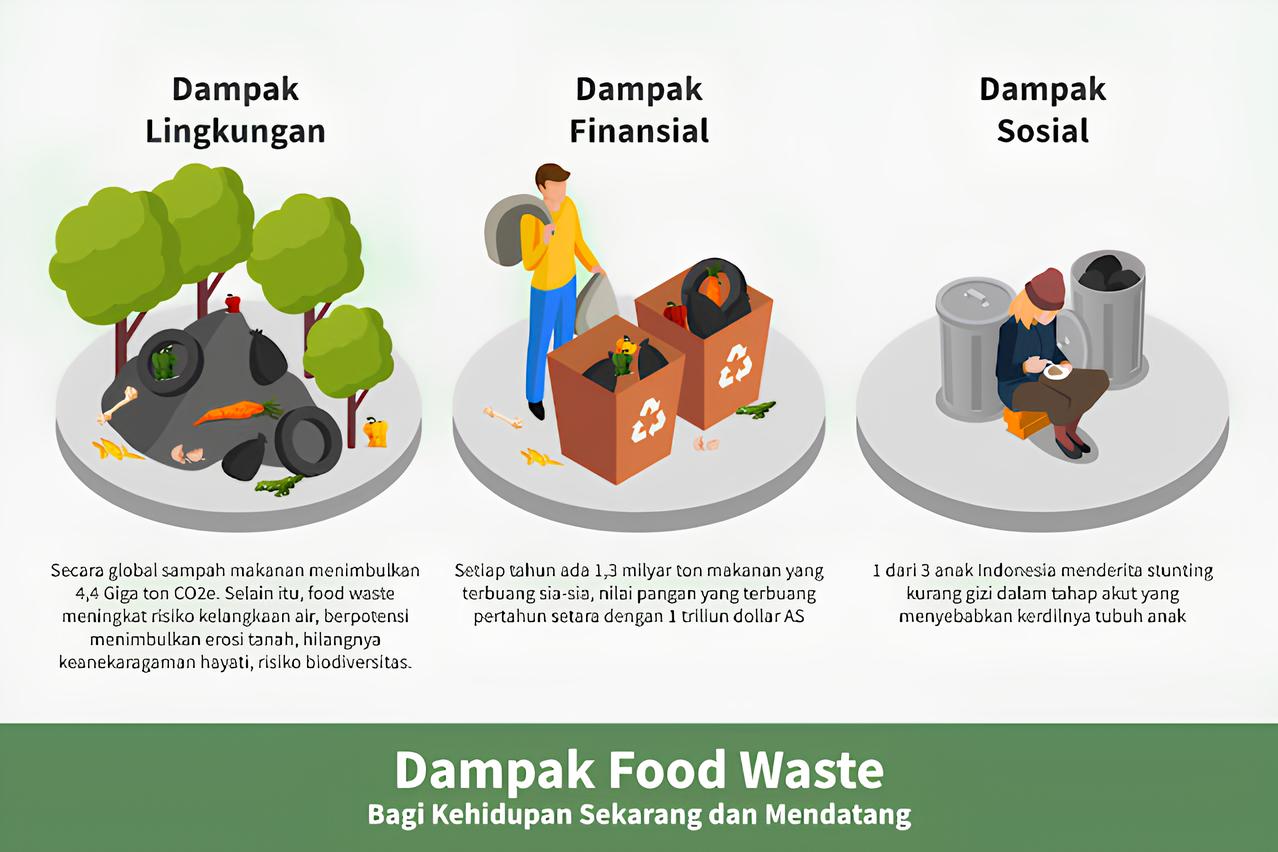 Dampak
Lingkungan
Dampak
Finansial
Dampak
Sosial
Secara global sampah makanan menimbulkan
4,4 Giga ton CO2e. Selain itu, food waste
meningkat risiko kelangkaan air, berpotensi
menimbulkan erosi tanah, hilangnya
keanekaragaman hayati, risiko biodiversitas.
Setiap tahun ada 1,3 milyar ton makanan yang
terbuang sia-sia, nilai pangan yang terbuang
pertahun setara dengan 1 triliun dollar AS
1 dari 3 anak Indonesia menderita stunting
kurang gizi dalam tahap akut yang
menyebabkan kerdilnya tubuh anak
Dampak Food Waste
Bagi Kehidupan Sekarang dan Mendatang